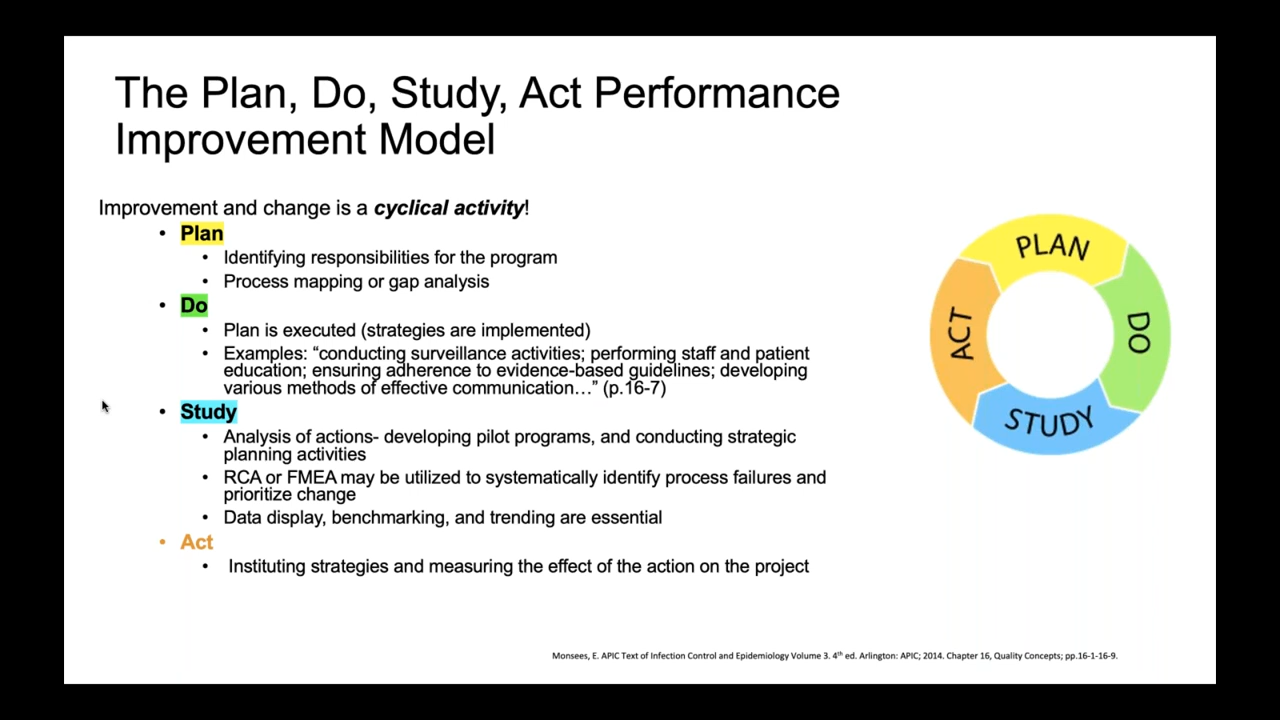 The Plan, Do, Study, Act Performance
Improvement Model
Improvement and change is a cyclical activity!
• Plan
• Identifying responsibilities for the program
• Process mapping or gap analysis
• Do
• Plan is executed (strategies are implemented)
• Examples: “conducting surveillance activities; performing staff and patient
education; ensuring adherence to evidence-based guidelines; developing
various methods of effective communication…” (p.16-7)
• Study
• Analysis of actions- developing pilot programs, and conducting strategic
planning activities
• RCA or FMEA may be utilized to systematically identify process failures and
prioritize change
• Data display, benchmarking, and trending are essential
• Act
• Instituting strategies and measuring the effect of the action on the project
PLAN
DO
STUDY
ACT
Monsees, E. APIC Text of Infection Control and Epidemiology Volume 3. 4th ed. Arlington: APIC; 2014. Chapter 16, Quality Concepts; pp.16-1-16-9.